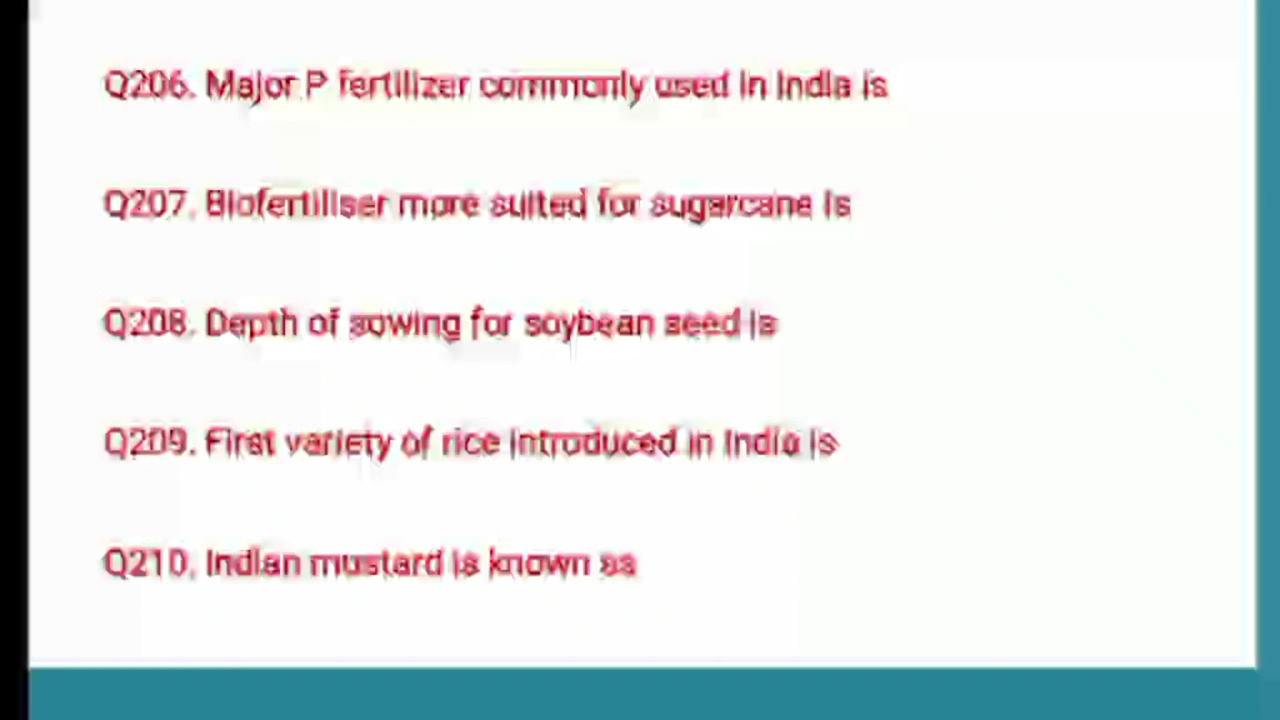 Q206. Major P fertilizer commonly used in India is
Q207. Biofertiliser more suited for sugarcane is
Q208. Depth of sowing for soybean seed is
Q209. First variety of rice introduced in India is
Q210. Indian mustard is known as